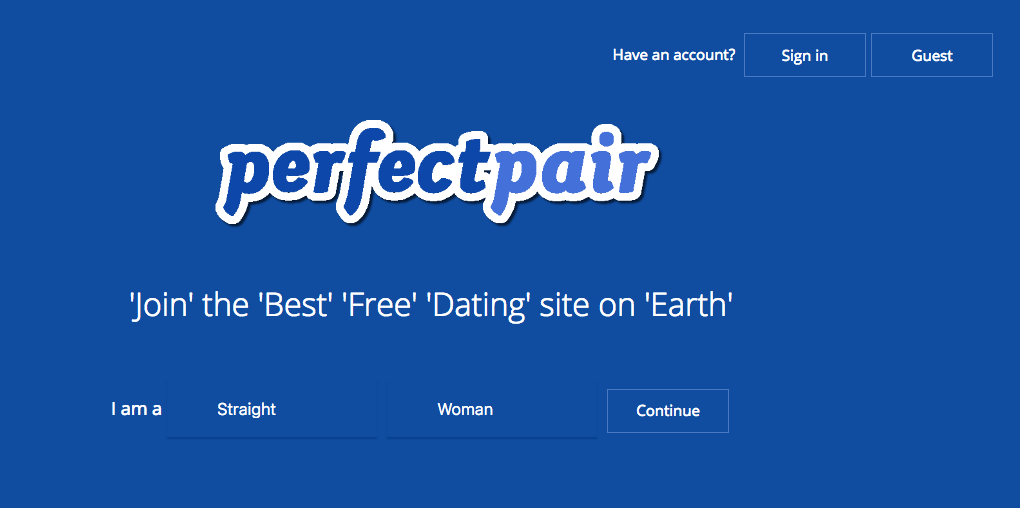 Have an account? Sign in Guest
perfectpair
'Join' the 'Best' 'Free' 'Dating' site on 'Earth'
I am a Straight Woman Continue